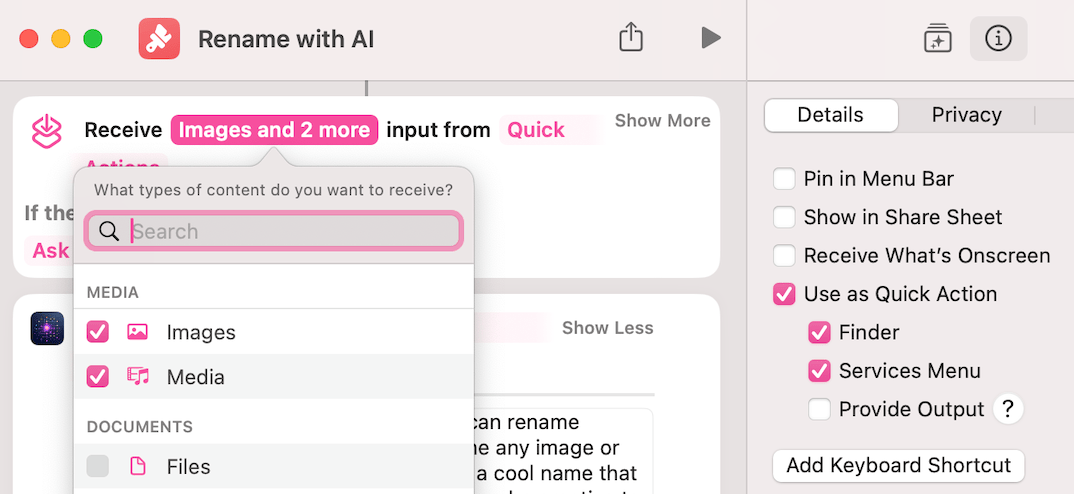 Rename with AI
Receive Images and 2 more input from Quick
Show More
Actions
If the
Ask
What types of content do you want to receive?
Search
MEDIA
Images
Media
DOCUMENTS
Files
Show Less
can rename
any image or
a cool name that
Details
Privacy
Pin in Menu Bar
Show in Share Sheet
Receive What's Onscreen
Use as Quick Action
Finder
Services Menu
Provide Output ?
Add Keyboard Shortcut